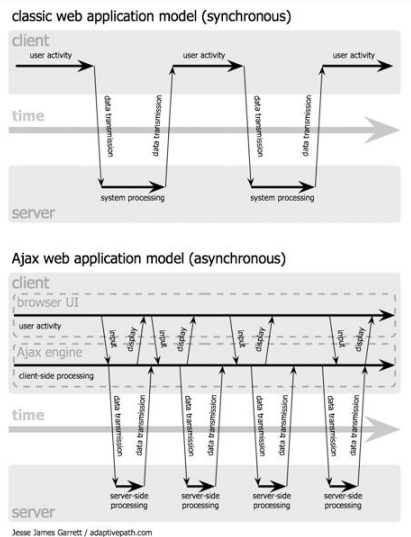 classic web application model (synchronous)
client
user activity
user activity
user activity
data transmission
data transmission
data transmission
data transmission
time
system processing
system processing
server
Ajax web application model (asynchronous)
client
browser UI
user activity
input
display
input
display
input
display
input
display
Ajax engine
client-side processing
data transmission
data transmission
data transmission
data transmission
data transmission
data transmission
data transmission
data transmission
time
server-side
processing
server-side
processing
server-side
processing
server-side
processing
server
Jesse James Garrett / adaptivepath.com